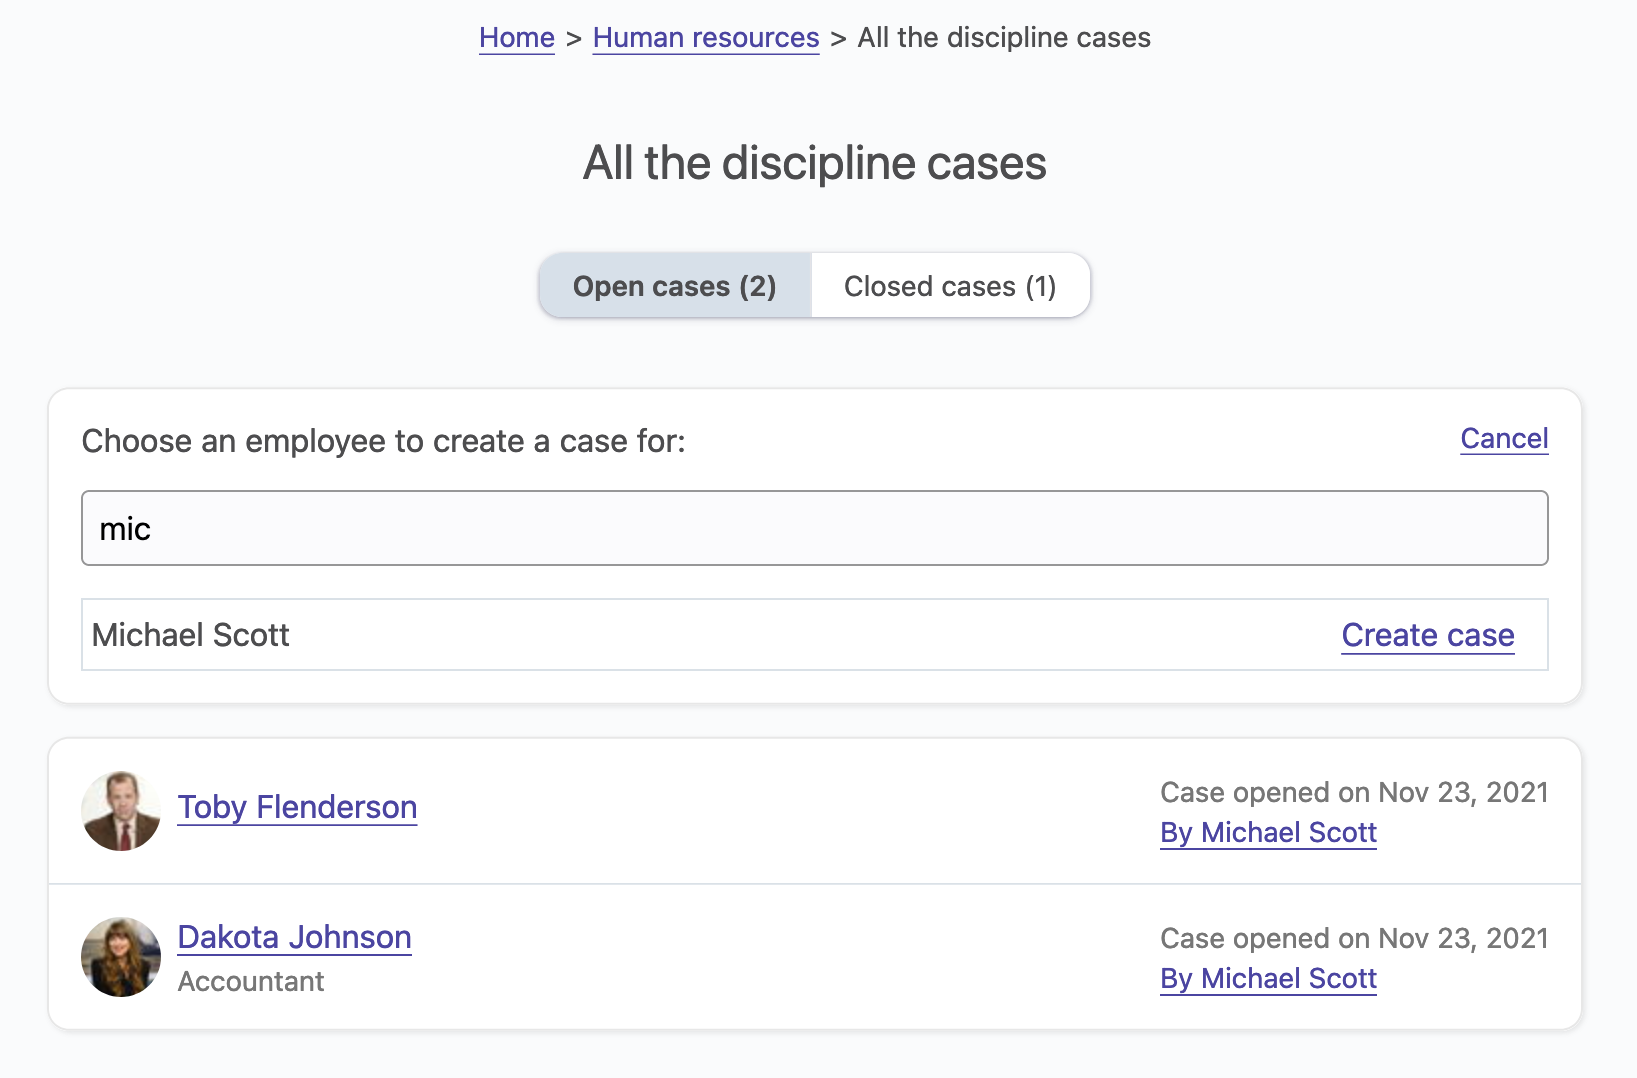 Home > Human resources > All the discipline cases
All the discipline cases
Open cases (2) Closed cases (1)
Choose an employee to create a case for: Cancel
mic
Michael Scott Create case
Toby Flenderson
Case opened on Nov 23, 2021
By Michael Scott
Dakota Johnson
Accountant
Case opened on Nov 23, 2021
By Michael Scott